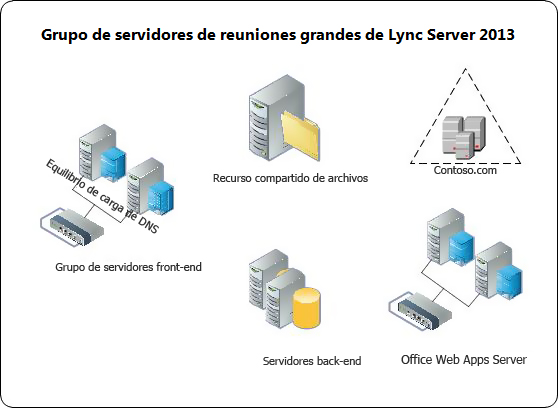 Grupo de servidores de reuniones grandes de Lync Server 2013
Equilibrio de carga de DNS
Recurso compartido de archivos
Contoso.com
Grupo de servidores front-end
Servidores back-end
Office Web Apps Server